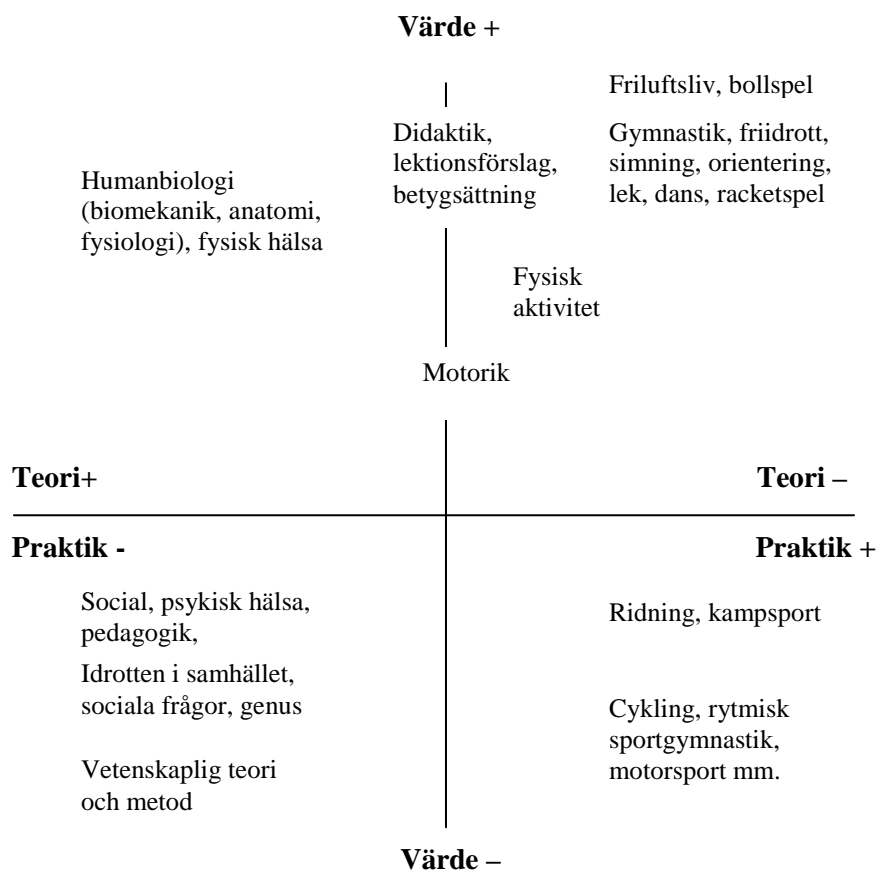 Värde +
Friluftsliv, bollspel
Didaktik,
lektionsförslag,
betygsättning
Gymnastik, friidrott,
simning, orientering,
lek, dans, racketspel
Humanbiologi
(biomekanik, anatomi,
fysiologi), fysisk hälsa
Fysisk
aktivitet
Motorik
Teori+
Teori –
Praktik -
Praktik +
Social, psykisk hälsa,
pedagogik,
Idrotten i samhället,
sociala frågor, genus
Vetenskaplig teori
och metod
Ridning, kampsport
Cykling, rytmisk
sportgymnastik,
motorsport mm.
Värde –